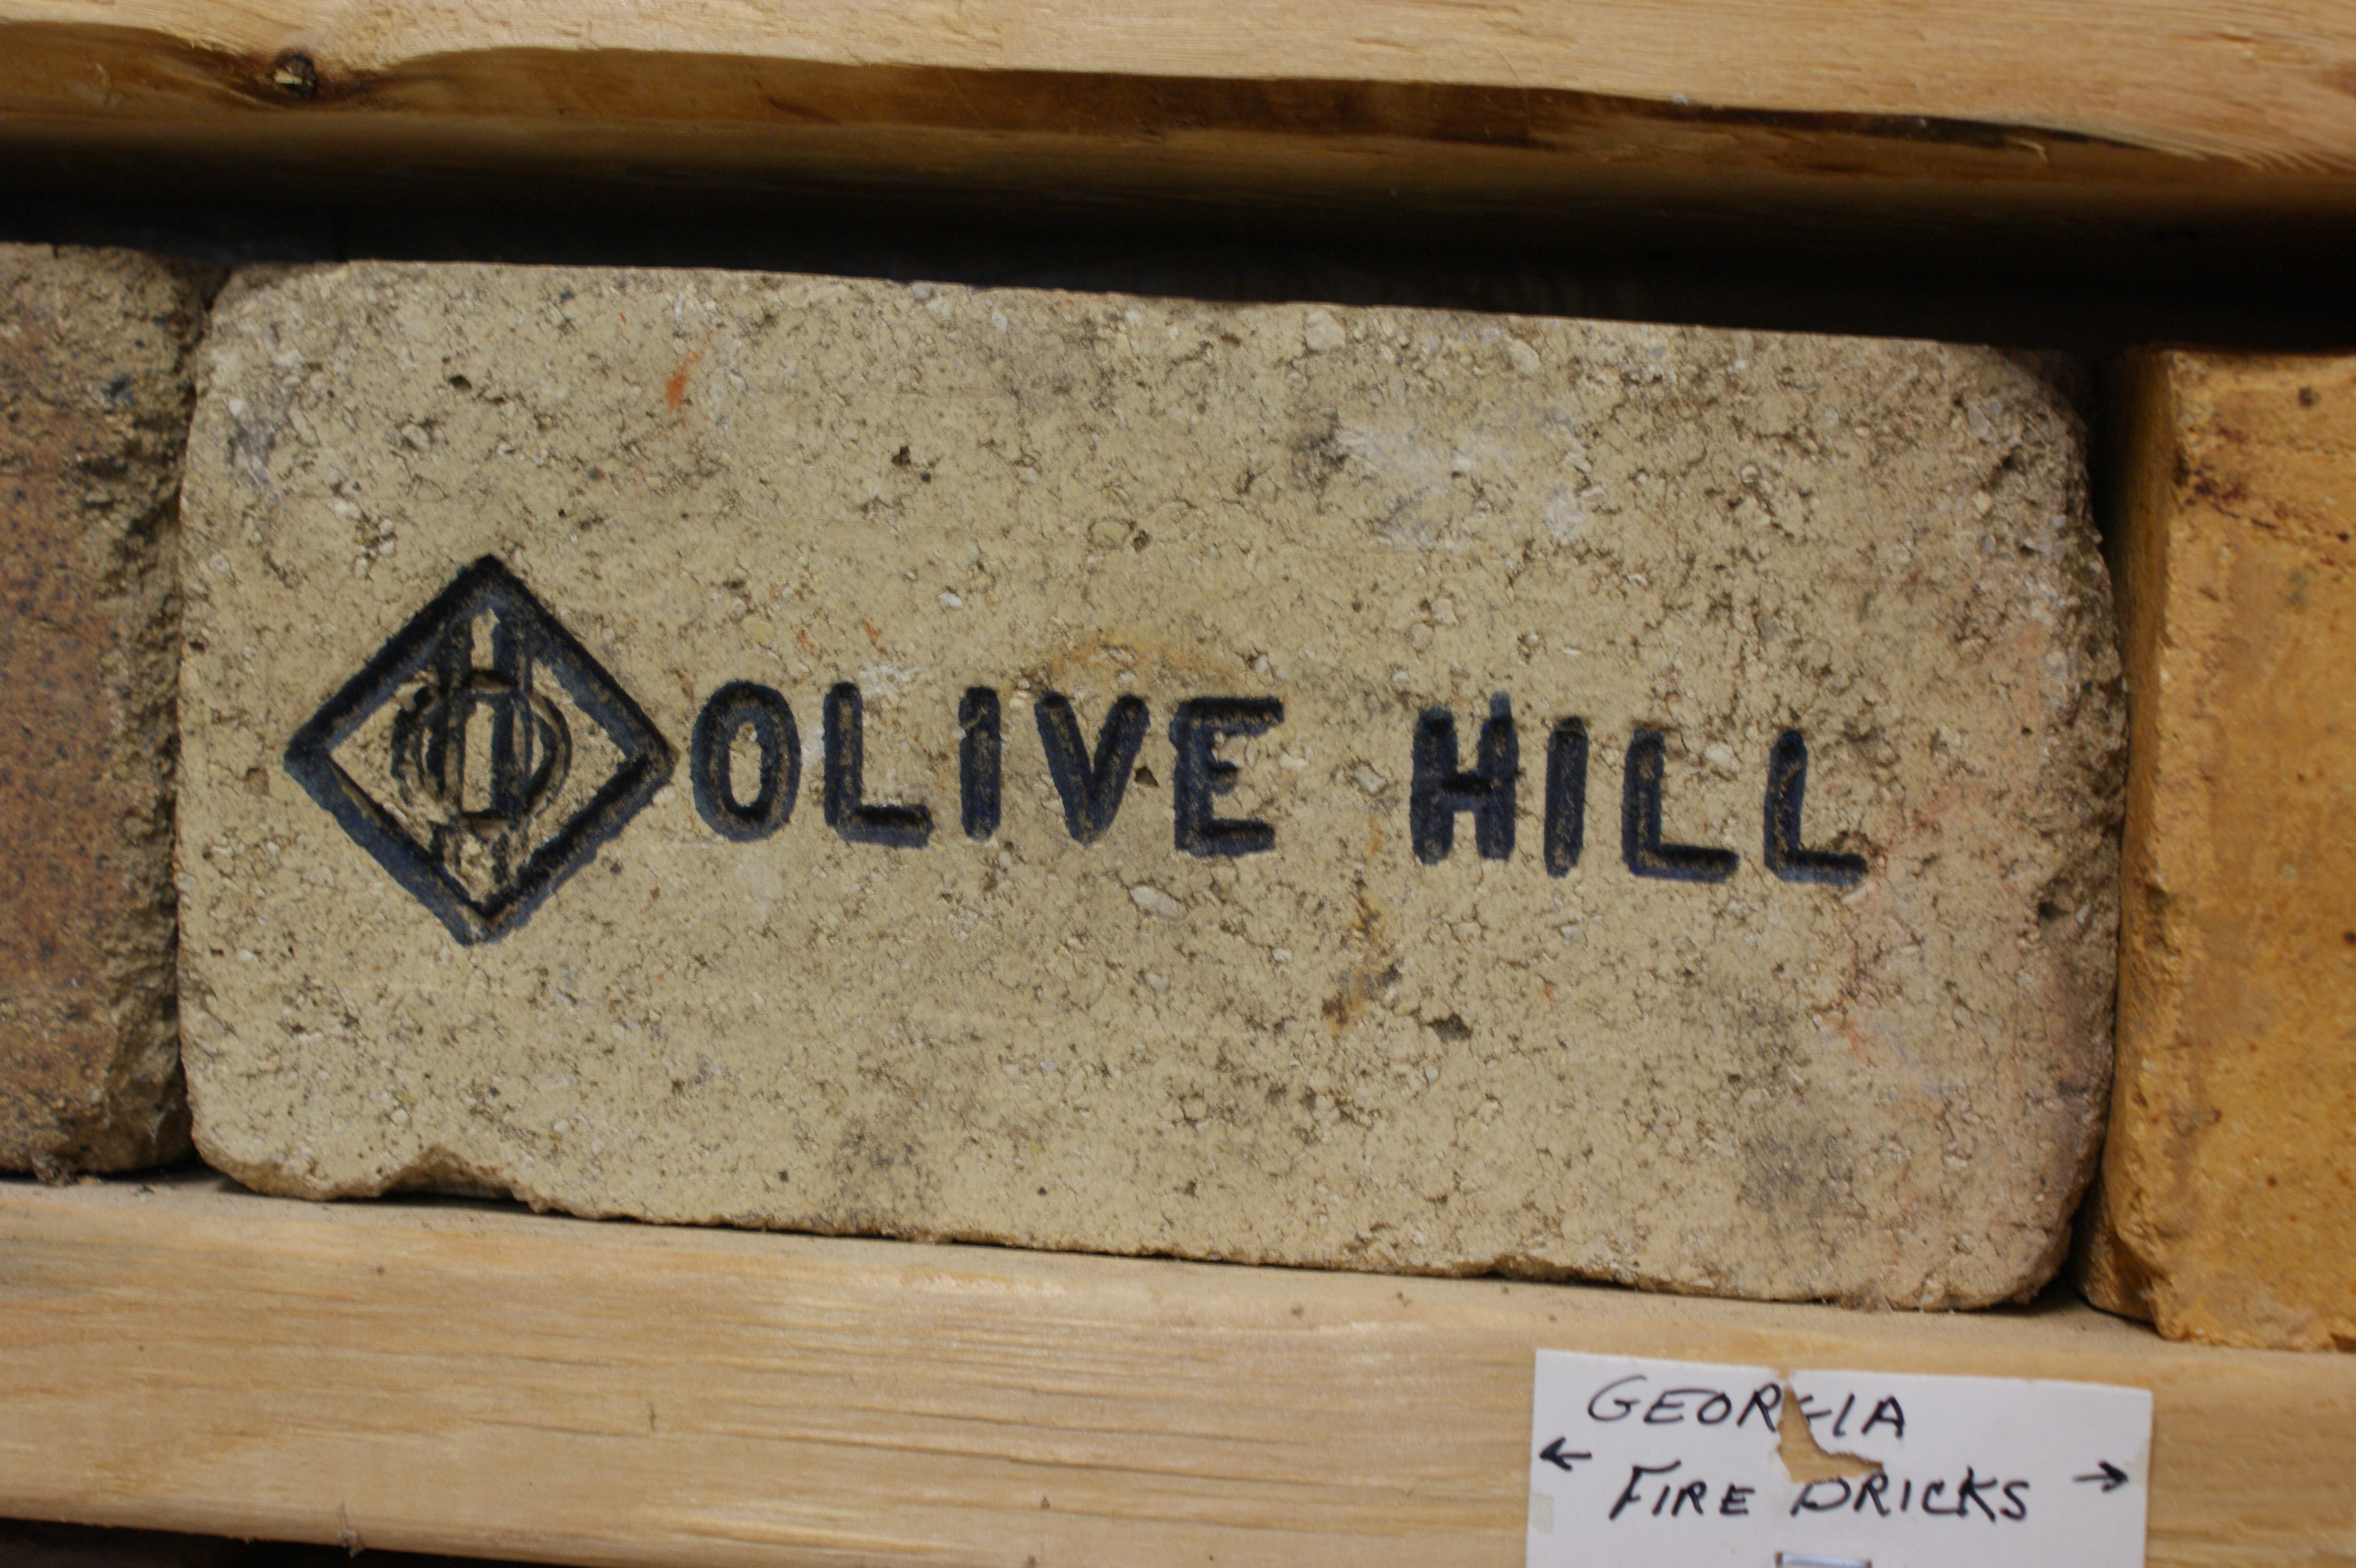 OLIVE HILL
GEORGIA
← FIRE BRICKS →